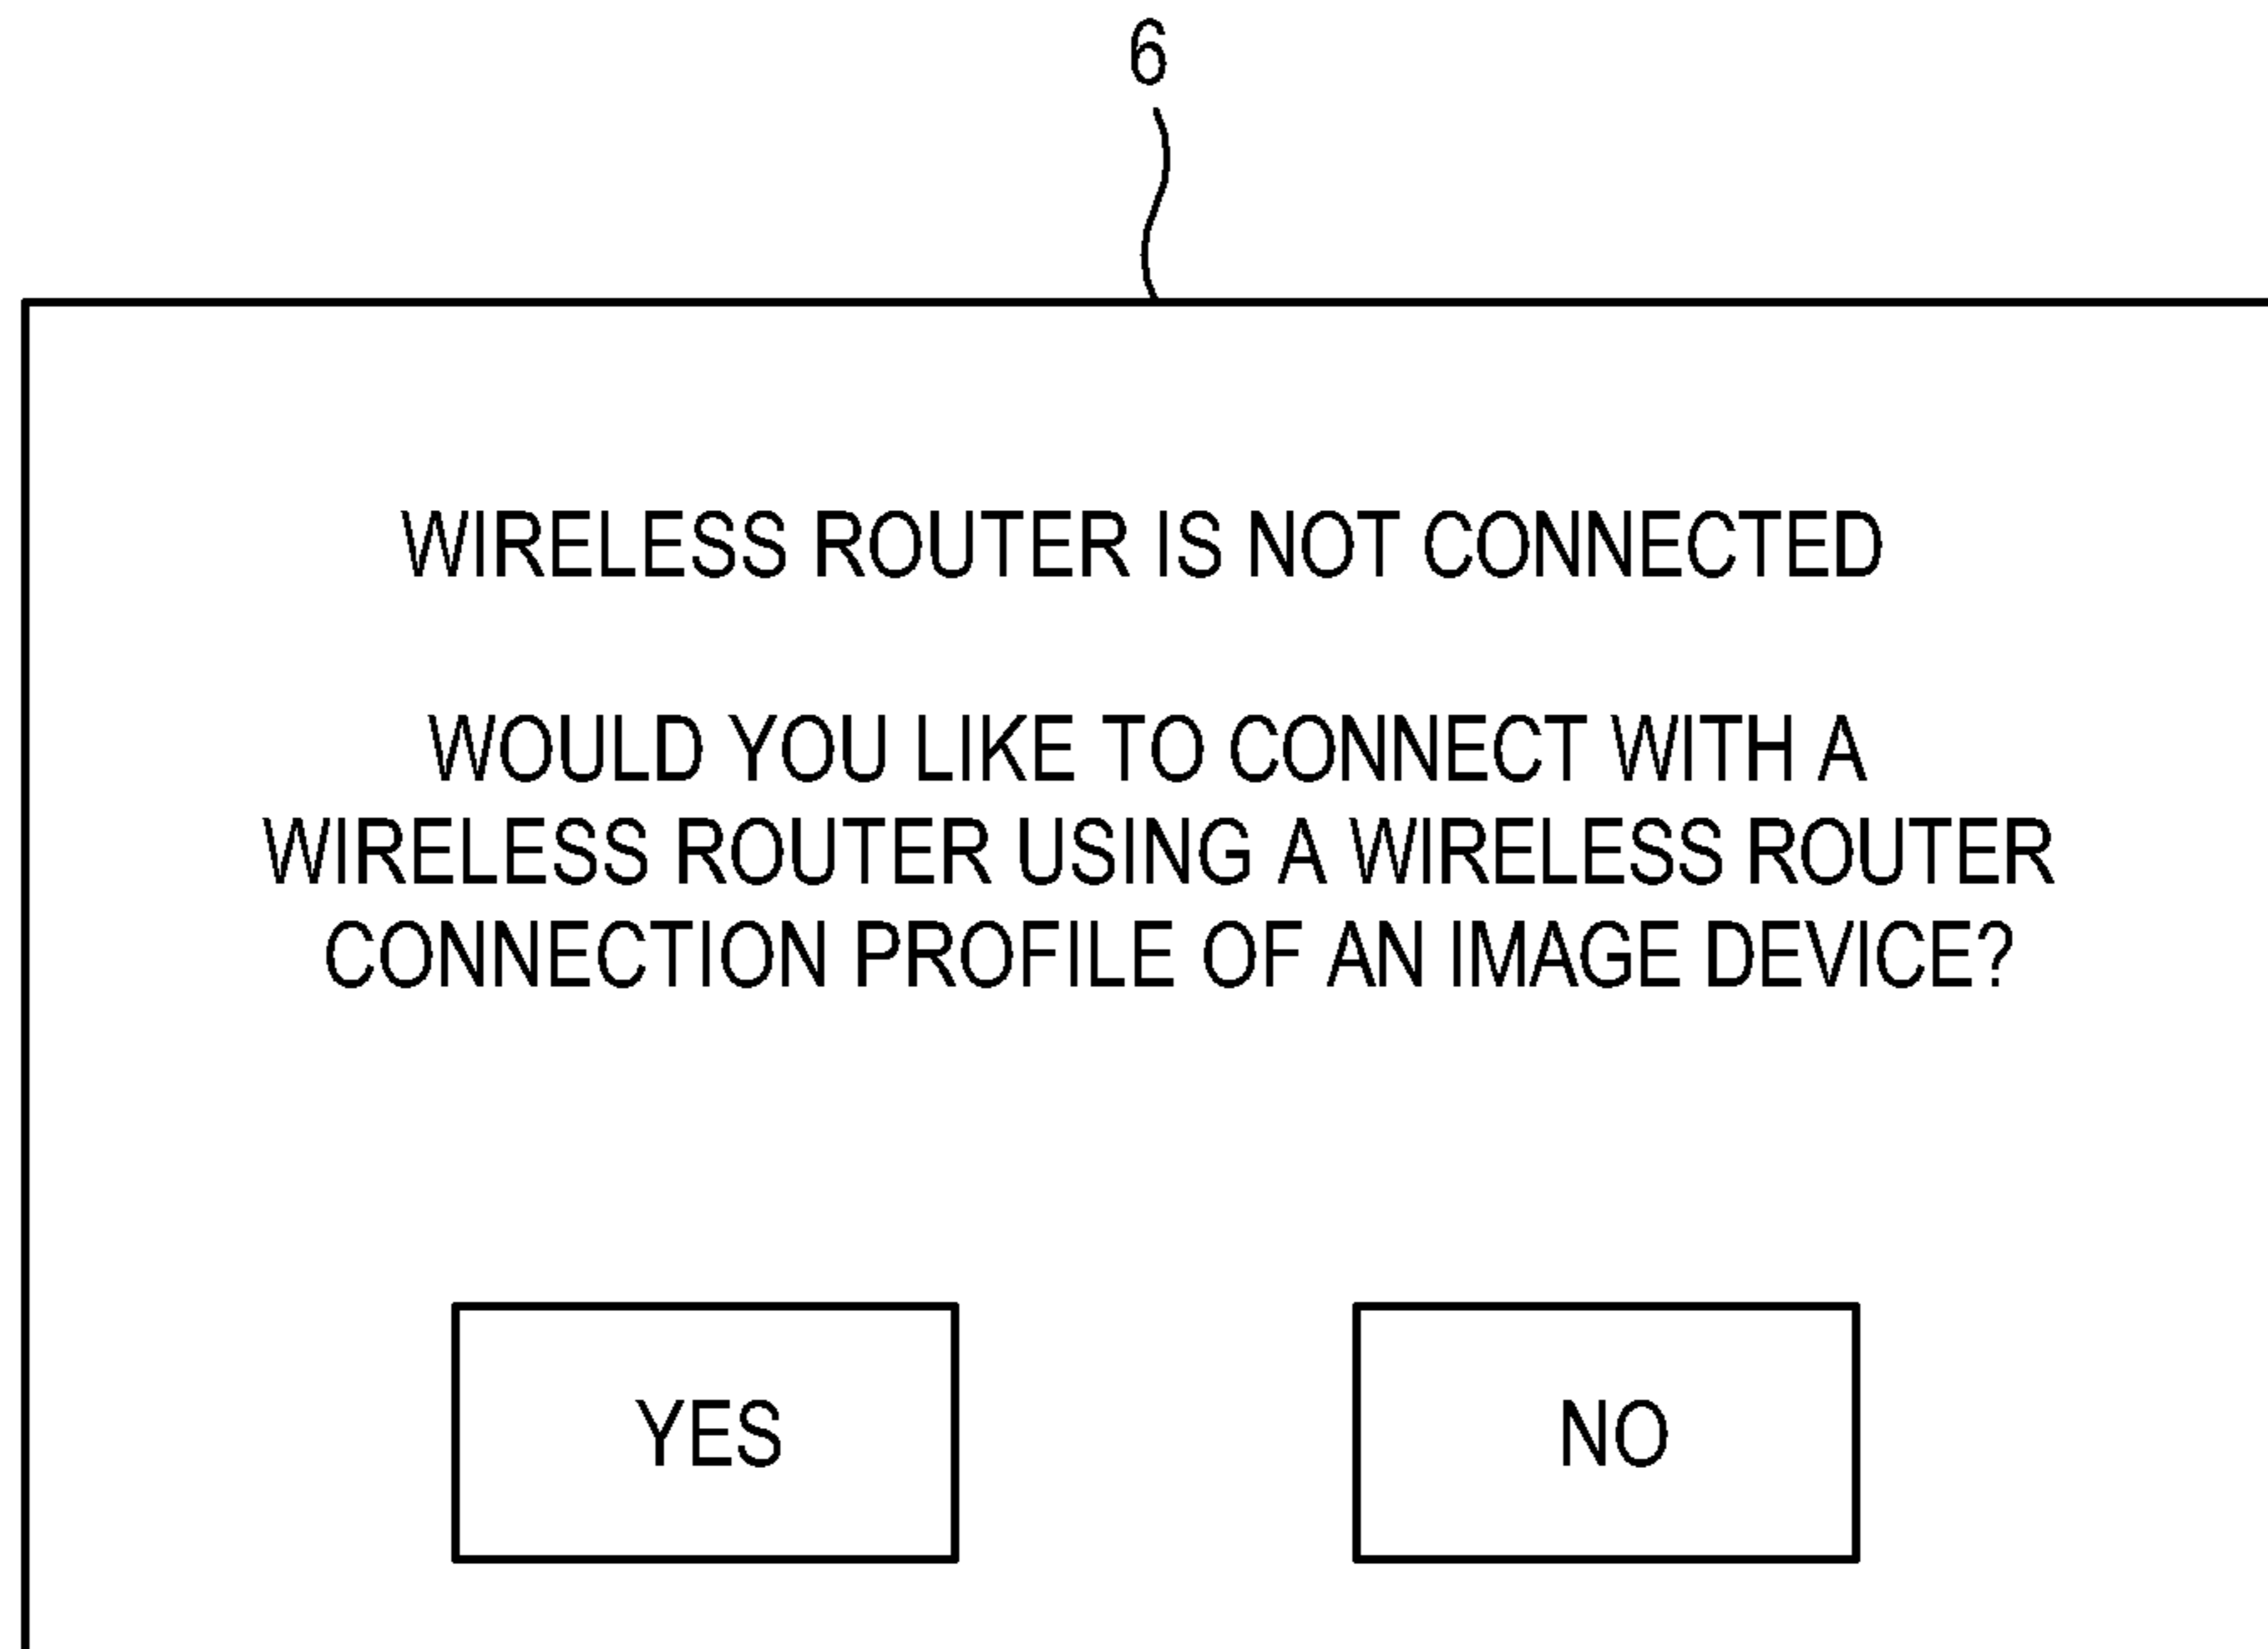 6
WIRELESS ROUTER IS NOT CONNECTED
WOULD YOU LIKE TO CONNECT WITH A
WIRELESS ROUTER USING A WIRELESS ROUTER
CONNECTION PROFILE OF AN IMAGE DEVICE?
YES
NO